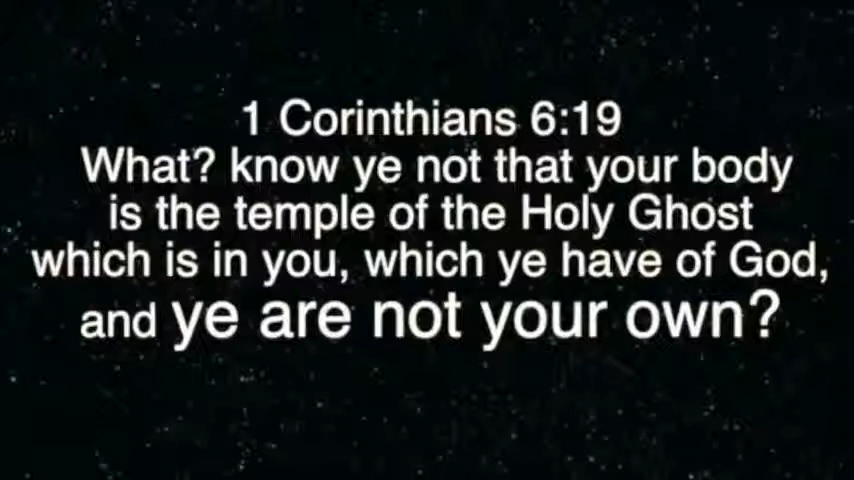 1 Corinthians 6:19
What? know ye not that your body
is the temple of the Holy Ghost
which is in you, which ye have of God,
and ye are not your own?